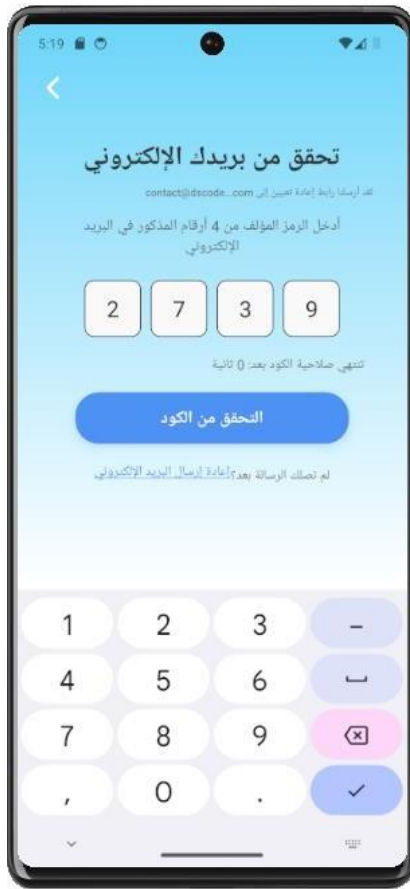 5:19
تحقق من بريدك الإلكتروني
لقد أرسلنا رابط إعادة تعيين إلى contact@dscode...com
أدخل الرمز المؤلف من 4 أرقام المذكور في البريد
الإلكتروني
2 7 3 9
تنتهي صلاحية الكود بعد: 0 ثانية
التحقق من الكود
لم تصلك الرسالة بعد؟ إعادة إرسال البريد الإلكتروني
1 2 3 –
4 5 6
7 8 9
, 0 .